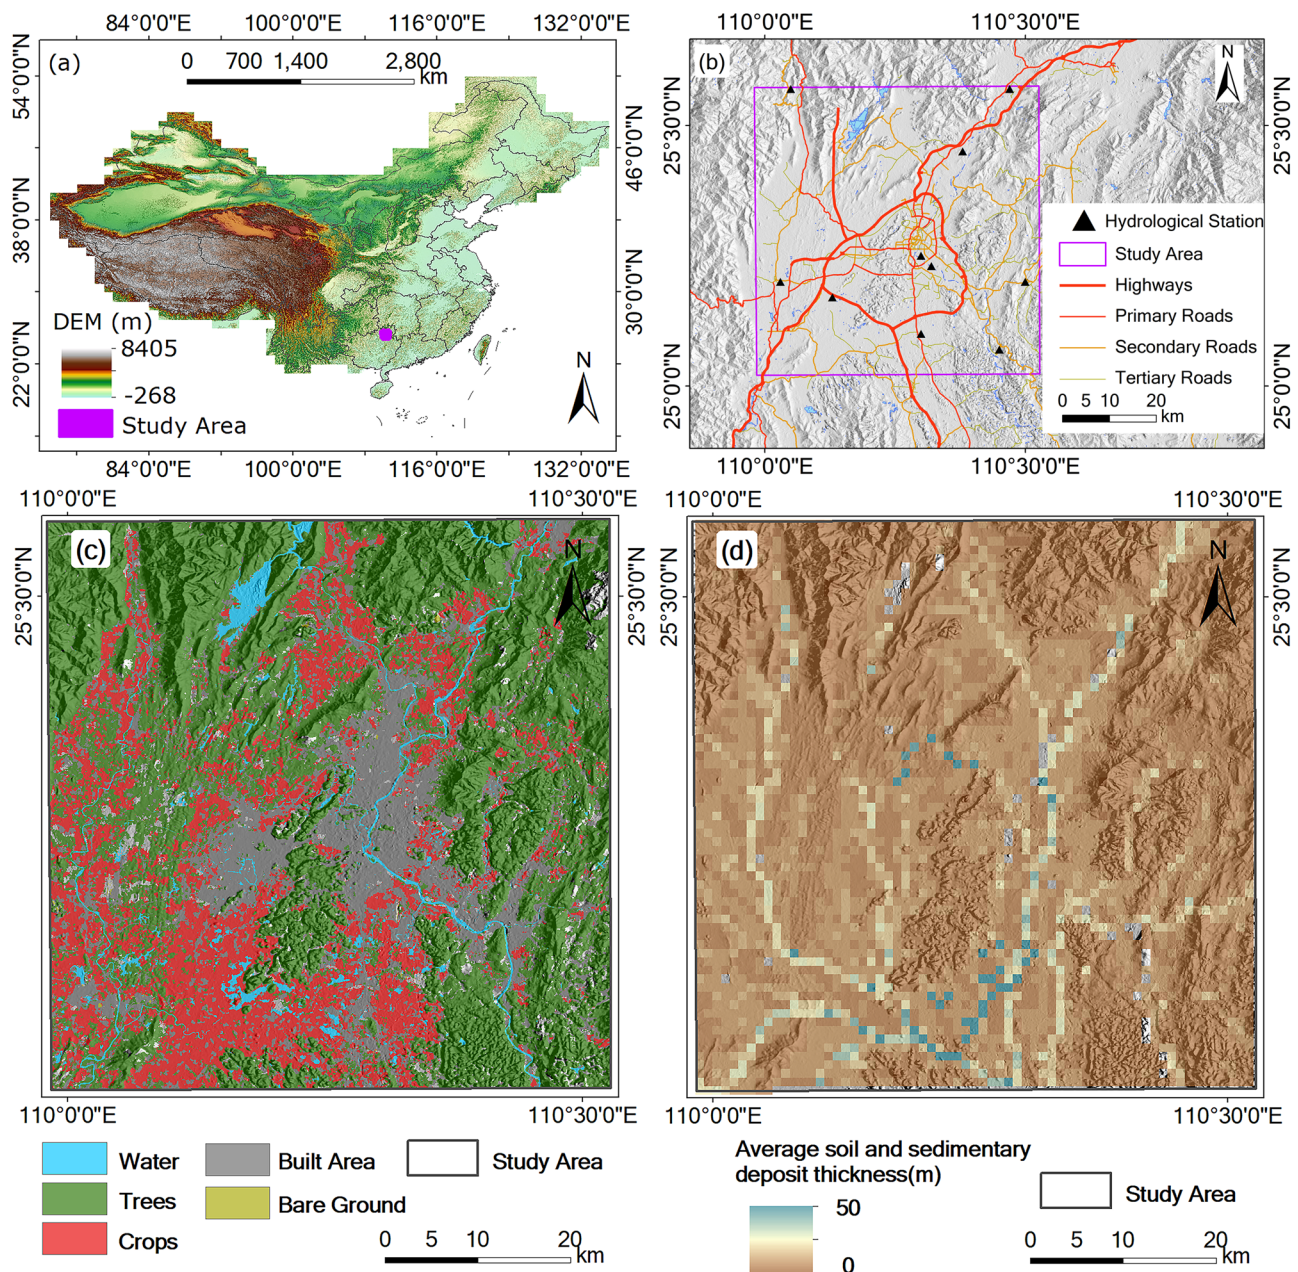 84°0'0"E 100°0'0"E 116°0'0"E 132°0'0"E
(a)
0 700 1,400 2,800
km
54°0'0"N
46°0'0"N
38°0'0"N
30°0'0"N
22°0'0"N
DEM (m)
8405
-268
Study Area
N
84°0'0"E 100°0'0"E 116°0'0"E 132°0'0"E
110°0'0"E 110°30'0"E
(b)
N
25°30'0"N
25°30'0"N
25°0'0"N
25°0'0"N
Hydrological Station
Study Area
Highways
Primary Roads
Secondary Roads
Tertiary Roads
0 10 20
km
110°0'0"E 110°30'0"E
110°0'0"E 110°30'0"E
(c)
N
25°30'0"N
25°30'0"N
110°0'0"E 110°30'0"E
Water
Trees
Crops
Built Area
Bare Ground
Study Area
0 5 10 20
km
110°0'0"E 110°30'0"E
(d)
N
25°30'0"N
110°0'0"E 110°30'0"E
Average soil and sedimentary
deposit thickness(m)
50
0
Study Area
0 5 10 20
km